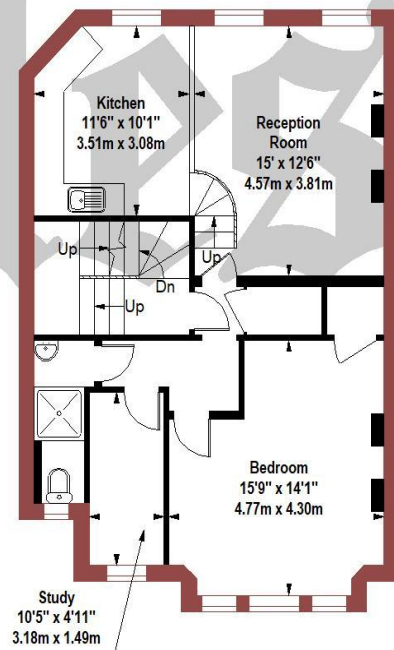 Kitchen
11'6" x 10'1"
3.51m x 3.08m
Reception
Room
15' x 12'6"
4.57m x 3.81m
Up
Up
Dn
Up
Bedroom
15'9" x 14'1"
4.77m x 4.30m
Study
10'5" x 4'11"
3.18m x 1.49m